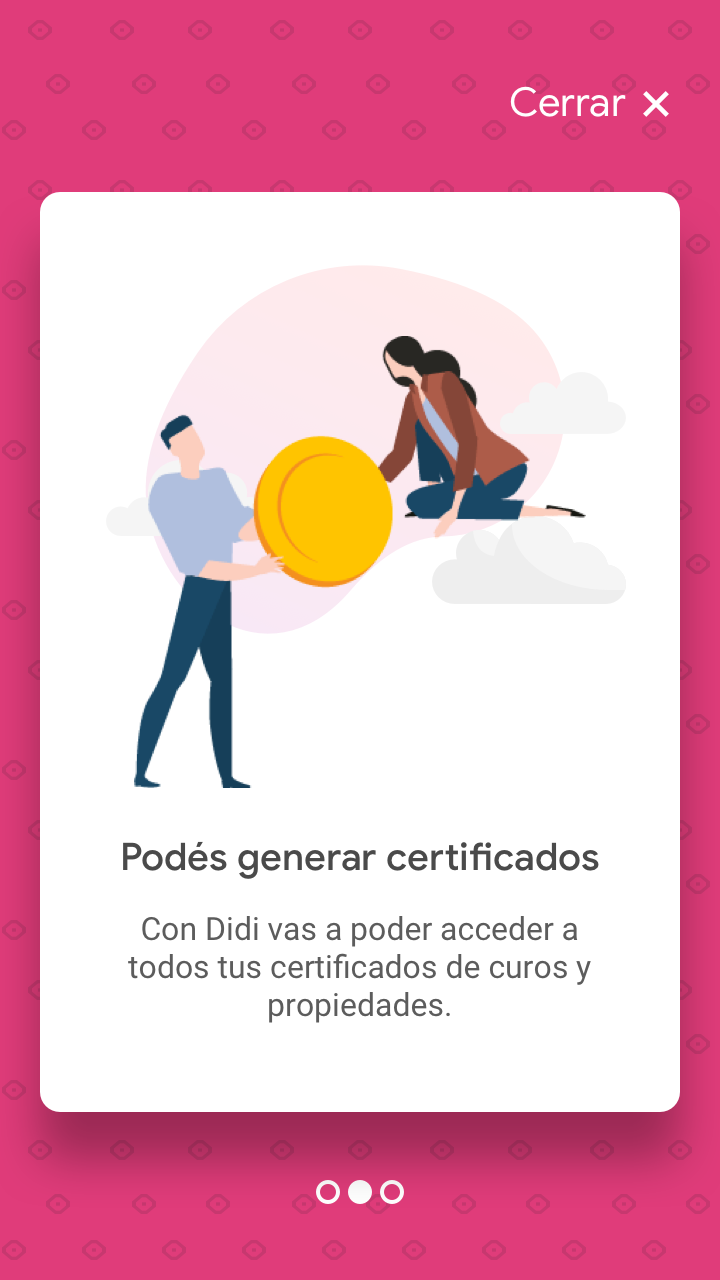 Cerrar
Podés generar certificados
Con Didi vas a poder acceder a
todos tus certificados de curos y
propiedades.